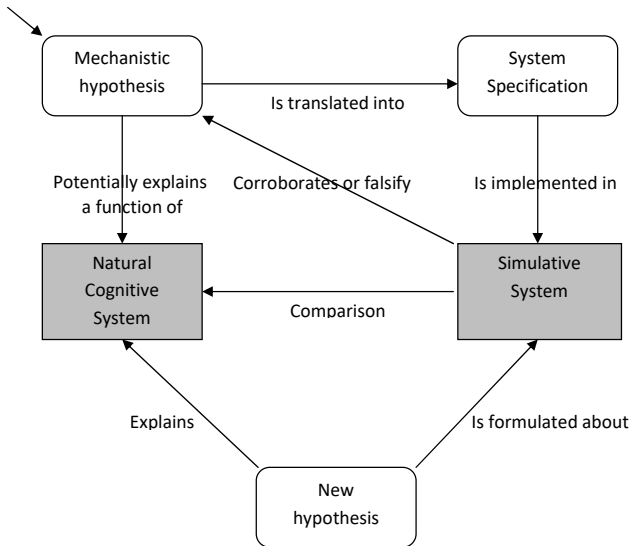 Mechanistic
hypothesis
System
Specification
Is translated into
Potentially explains
a function of
Corroborates or falsify
Is implemented in
Natural
Cognitive
System
Simulative
System
Comparison
Explains
Is formulated about
New
hypothesis